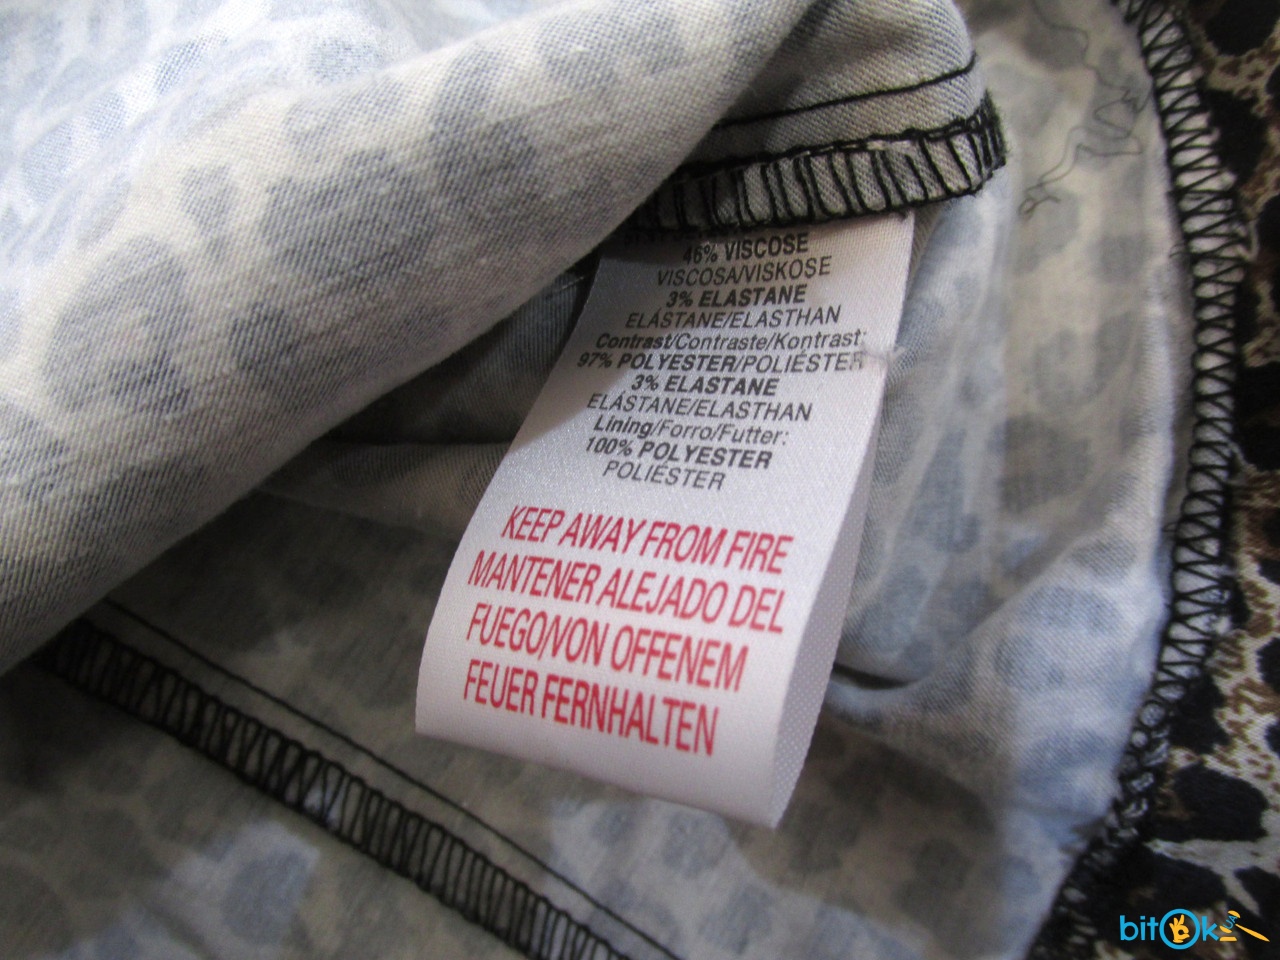 46% VISCOSE
VISCOSA/VISKOSE
3% ELASTANE
ELÁSTANE/ELASTHAN
Contrast/Contraste/Kontrast:
97% POLYESTER/POLIÉSTER
3% ELASTANE
ELÁSTANE/ELASTHAN
Lining/Forro/Futter:
100% POLYESTER
POLIÉSTER
KEEP AWAY FROM FIRE
MANTENER ALEJADO DEL
FUEGO/VON OFFENEM
FEUER FERNHALTEN
bitOk